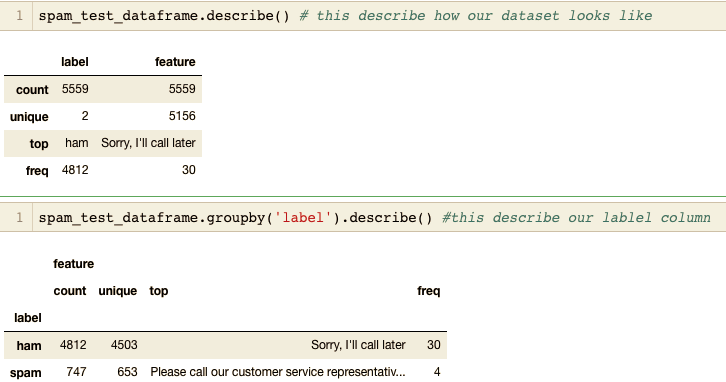 1 spam_test_dataframe.describe() # this describe how our dataset looks like
label feature
count 5559 5559
unique 2 5156
top ham Sorry, I'll call later
freq 4812 30
1 spam_test_dataframe.groupby('label').describe() #this describe our lablel column
feature
count unique top freq
label
ham 4812 4503 Sorry, I'll call later 30
spam 747 653 Please call our customer service representativ... 4